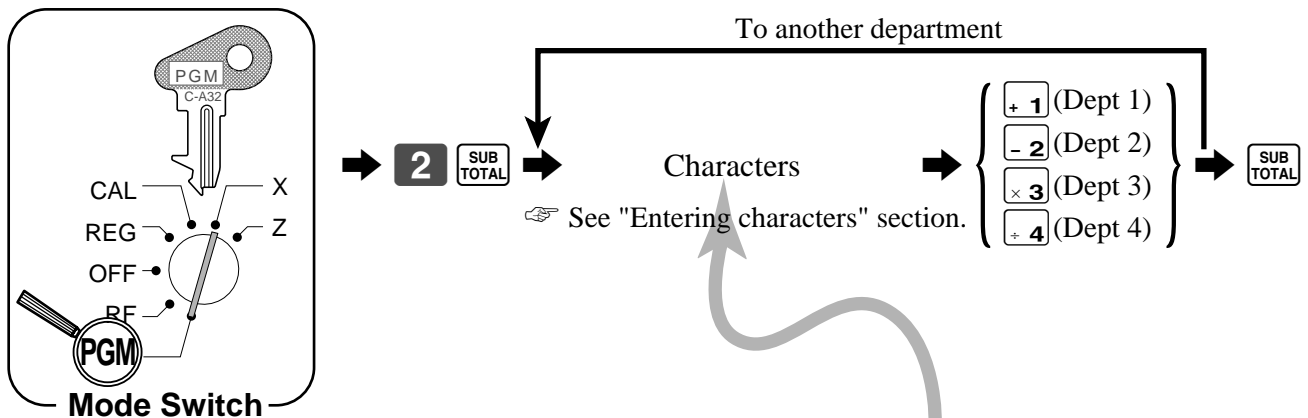 To another department
PGM
C-A32
CAL
X
REG
Z
OFF
RF
PGM
Mode Switch
2
SUB
TOTAL
Characters
☞ See "Entering characters" section.
+ 1 (Dept 1)
- 2 (Dept 2)
× 3 (Dept 3)
÷ 4 (Dept 4)
SUB
TOTAL